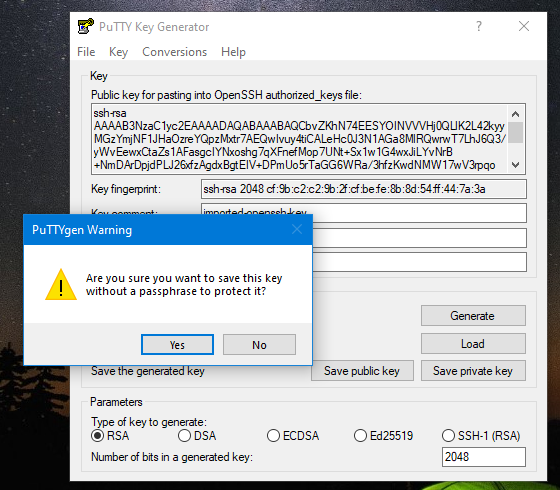 PuTTY Key Generator
File Key Conversions Help
Key
Public key for pasting into OpenSSH authorized_keys file:
ssh-rsa
AAAAB3NzaC1yc2EAAAADAQABAAABAQCbvZKhN74EESYOINVVVHj0QLlK2L42kyy
MGzYmjNF1JHaOzreYQpzMxtr7AEQwIvuy4tiCALeHc0J3N1AGa8MlRQwrwT7LhJ6Q3/
yWvEewxCtaZs1AFasgclYNxoshg7qXFnefMop7UNt+Sx1w1G4wxJiLYvNrB
+NmDArDpjdPLJ26xfzAgdxBgtElV+DPmUo5rTaGG6WRa/3hfzKwdNMW17wV3rpqo
Key fingerprint:
ssh-rsa 2048 cf:9b:c2:c2:9b:2f:cf:be:fe:8b:8d:54:ff:44:7a:3a
Key comment:
imported-openssh-key
PuTTYgen Warning
Are you sure you want to save this key
without a passphrase to protect it?
Yes
No
Generate
Load
Save the generated key
Save public key
Save private key
Parameters
Type of key to generate:
RSA DSA ECDSA Ed25519 SSH-1 (RSA)
Number of bits in a generated key:
2048